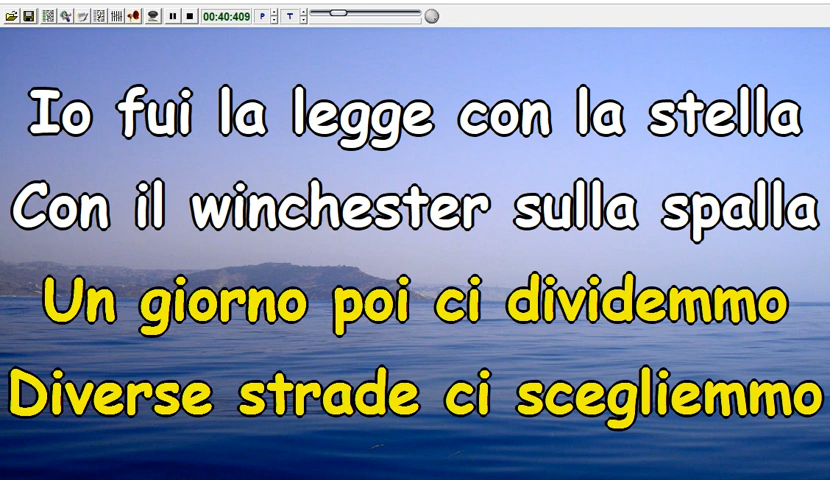 00:40:409
P
T
Io fui la legge con la stella
Con il winchester sulla spalla
Un giorno poi ci dividemmo
Diverse strade ci scegliemmo